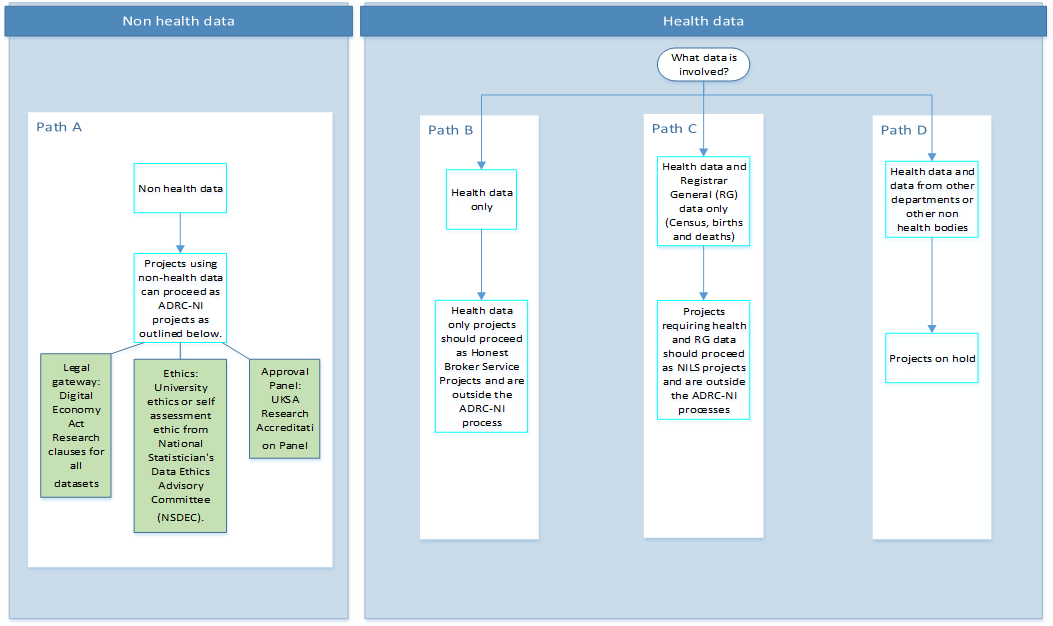 Non health data
Path A
Non health data
Projects using
non-health data
can proceed as
ADRC-NI
projects as
outlined below.
Legal
gateway:
Digital
Economy
Act
Research
clauses for
all
datasets
Ethics:
University
ethics or self
assessment
ethic from
National
Statistician's
Data Ethics
Advisory
Committee
(NSDEC).
Approval
Panel:
UKSA
Research
Accreditati
on Panel
Health data
What data is
involved?
Path B
Health data
only
Health data
only projects
should proceed
as Honest
Broker Service
Projects and are
outside the
ADRC-NI
process
Path C
Health data and
Registrar
General (RG)
data only
(Census, births
and deaths)
Projects
requiring health
and RG data
should proceed
as NILS projects
and are outside
the ADRC-NI
processes
Path D
Health data and
data from other
departments or
other non
health bodies
Projects on hold